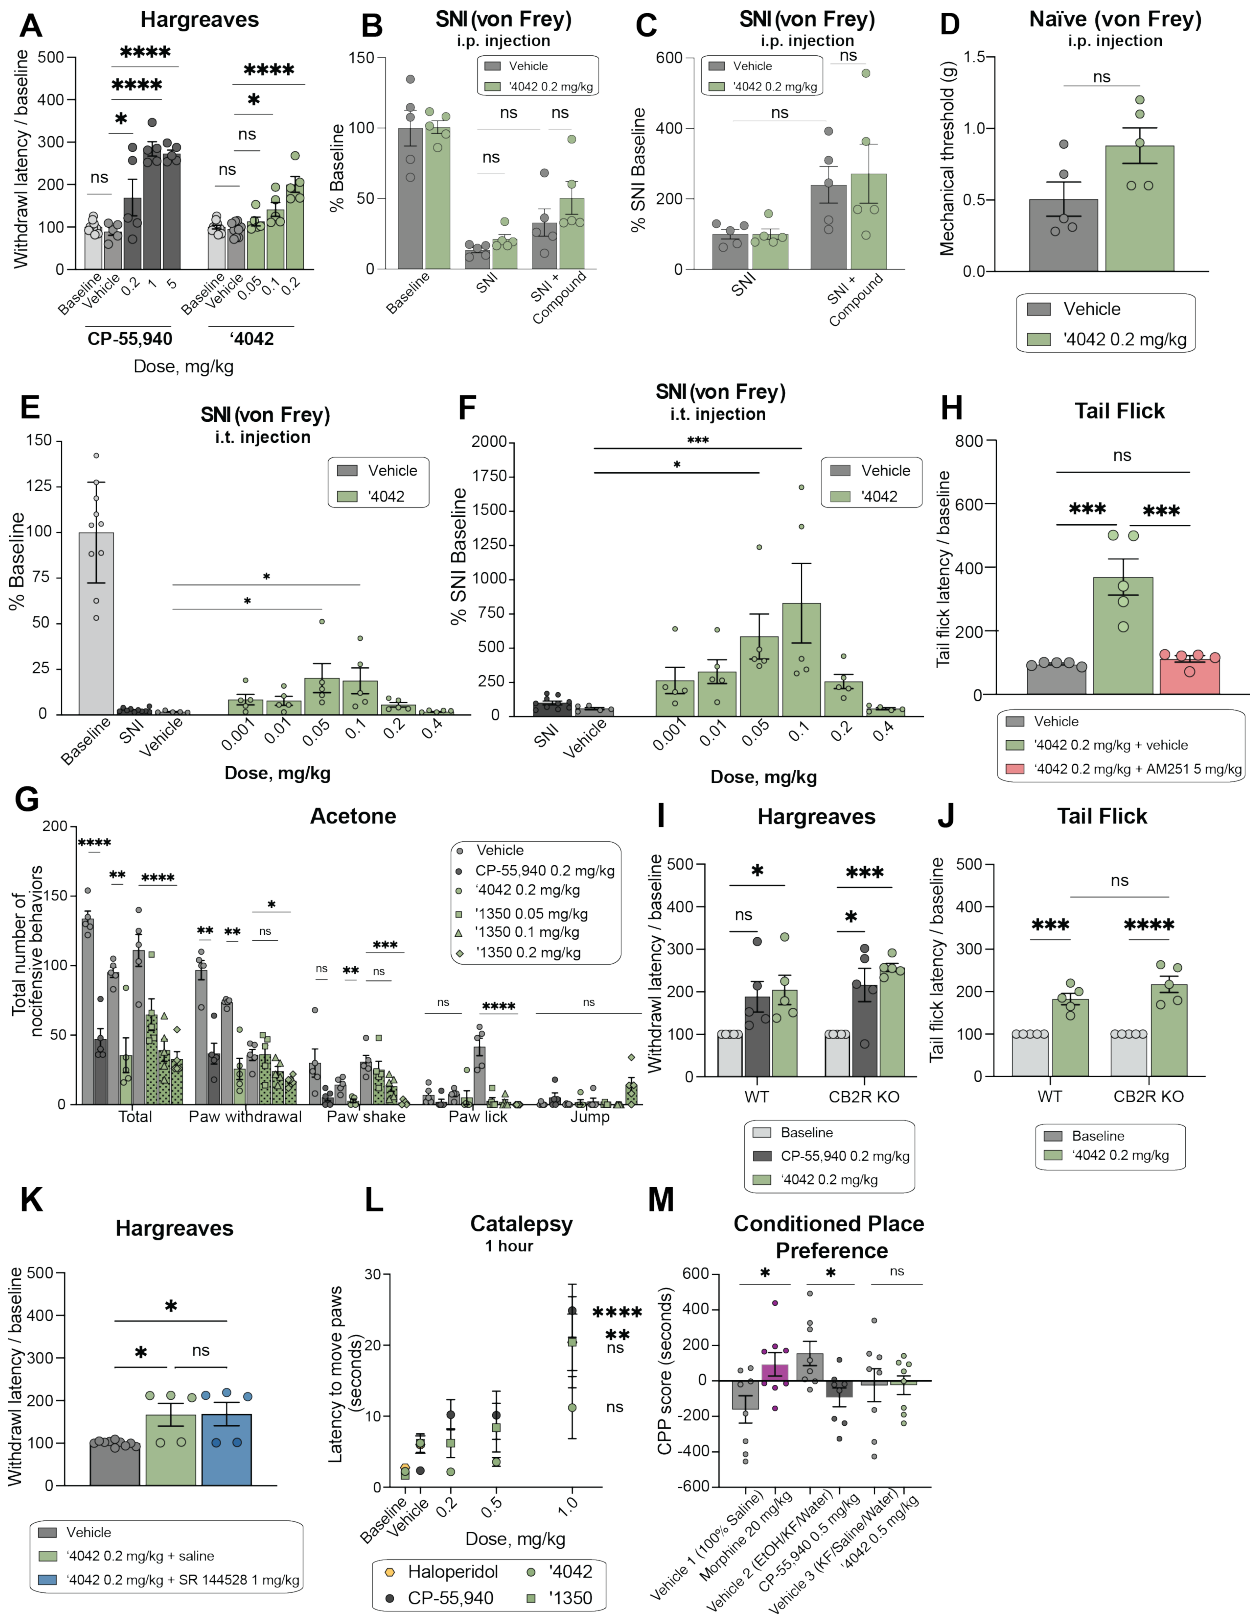 A
Hargreaves
Withdrawl latency / baseline
500
400
300
200
100
0
****
****
*
ns
****
*
ns
ns
Baseline
Vehicle
0.2
1
5
Baseline
Vehicle
0.05
0.1
0.2
CP-55,940
‘4042
Dose, mg/kg
B
SNI (von Frey)
i.p. injection
Vehicle
'4042 0.2 mg/kg
% Baseline
150
100
50
0
ns
ns
ns
Baseline
SNI
SNI +
Compound
C
SNI (von Frey)
i.p. injection
Vehicle
'4042 0.2 mg/kg
% SNI Baseline
600
400
200
0
ns
ns
SNI
SNI +
Compound
D
Naïve (von Frey)
i.p. injection
Mechanical threshold (g)
1.5
1.0
0.5
0.0
ns
Vehicle
'4042 0.2 mg/kg
E
SNI (von Frey)
i.t. injection
% Baseline
150
125
100
75
50
25
0
Vehicle
'4042
*
*
Baseline
SNI
Vehicle
0.001
0.01
0.05
0.1
0.2
0.4
Dose, mg/kg
F
SNI (von Frey)
i.t. injection
% SNI Baseline
2000
1750
1500
1250
1000
750
500
250
0
***
*
Vehicle
'4042
SNI
Vehicle
0.001
0.01
0.05
0.1
0.2
0.4
Dose, mg/kg
H
Tail Flick
Tail flick latency / baseline
800
600
400
200
0
ns
***
***
Vehicle
'4042 0.2 mg/kg + vehicle
‘4042 0.2 mg/kg + AM251 5 mg/kg
G
Acetone
Total number of
nocifensive behaviors
200
150
100
50
0
****
**
****
**
**
*
ns
ns
**
***
ns
ns
****
ns
Vehicle
CP-55,940 0.2 mg/kg
‘4042 0.2 mg/kg
'1350 0.05 mg/kg
'1350 0.1 mg/kg
'1350 0.2 mg/kg
Total
Paw withdrawal
Paw shake
Paw lick
Jump
I
Hargreaves
Withdrawl latency / baseline
500
400
300
200
100
0
*
ns
***
*
WT
CB2R KO
Baseline
CP-55,940 0.2 mg/kg
‘4042 0.2 mg/kg
J
Tail Flick
Tail flick latency / baseline
500
400
300
200
100
0
ns
***
****
WT
CB2R KO
Baseline
‘4042 0.2 mg/kg
K
Hargreaves
Withdrawl latency / baseline
500
400
300
200
100
0
*
*
ns
Vehicle
‘4042 0.2 mg/kg + saline
‘4042 0.2 mg/kg + SR 144528 1 mg/kg
L
Catalepsy
1 hour
Latency to move paws
(seconds)
30
20
10
0
****
**
ns
ns
Baseline
Vehicle
0.2
0.5
1.0
Dose, mg/kg
Haloperidol
CP-55,940
'4042
'1350
M
Conditioned Place
Preference
CPP score (seconds)
600
400
200
0
-200
-400
-600
*
*
ns
Vehicle 1 (100% Saline)
Morphine 20 mg/kg
Vehicle 2 (EtOH/KF/Water)
CP-55,940 0.5 mg/kg
Vehicle 3 (KF/Saline/Water)
‘4042 0.5 mg/kg